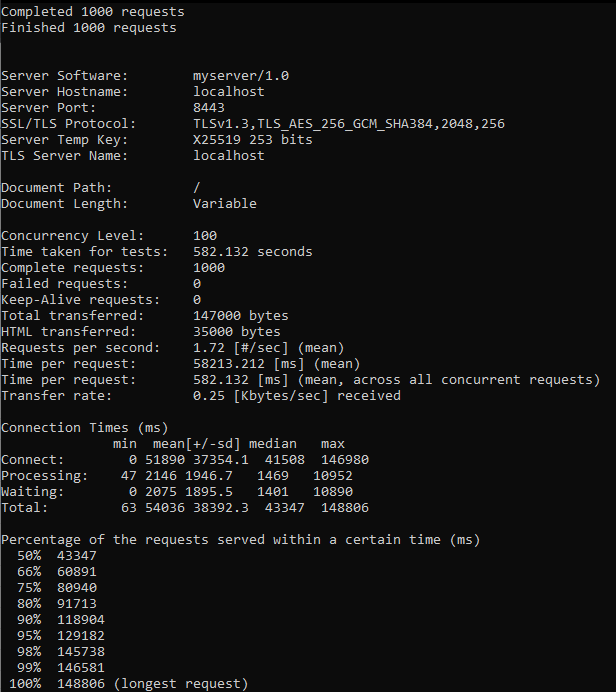 Completed 1000 requests
Finished 1000 requests
Server Software: myserver/1.0
Server Hostname: localhost
Server Port: 8443
SSL/TLS Protocol: TLSv1.3,TLS_AES_256_GCM_SHA384,2048,256
Server Temp Key: X25519 253 bits
TLS Server Name: localhost
Document Path: /
Document Length: Variable
Concurrency Level: 100
Time taken for tests: 582.132 seconds
Complete requests: 1000
Failed requests: 0
Keep-Alive requests: 0
Total transferred: 147000 bytes
HTML transferred: 35000 bytes
Requests per second: 1.72 [#/sec] (mean)
Time per request: 58213.212 [ms] (mean)
Time per request: 582.132 [ms] (mean, across all concurrent requests)
Transfer rate: 0.25 [Kbytes/sec] received
Connection Times (ms)
min mean[+/-sd] median max
Connect: 0 51890 37354.1 41508 146980
Processing: 47 2146 1946.7 1469 10952
Waiting: 0 2075 1895.5 1401 10890
Total: 63 54036 38392.3 43347 148806
Percentage of the requests served within a certain time (ms)
50% 43347
66% 60891
75% 80940
80% 91713
90% 118904
95% 129182
98% 145738
99% 146581
100% 148806 (longest request)